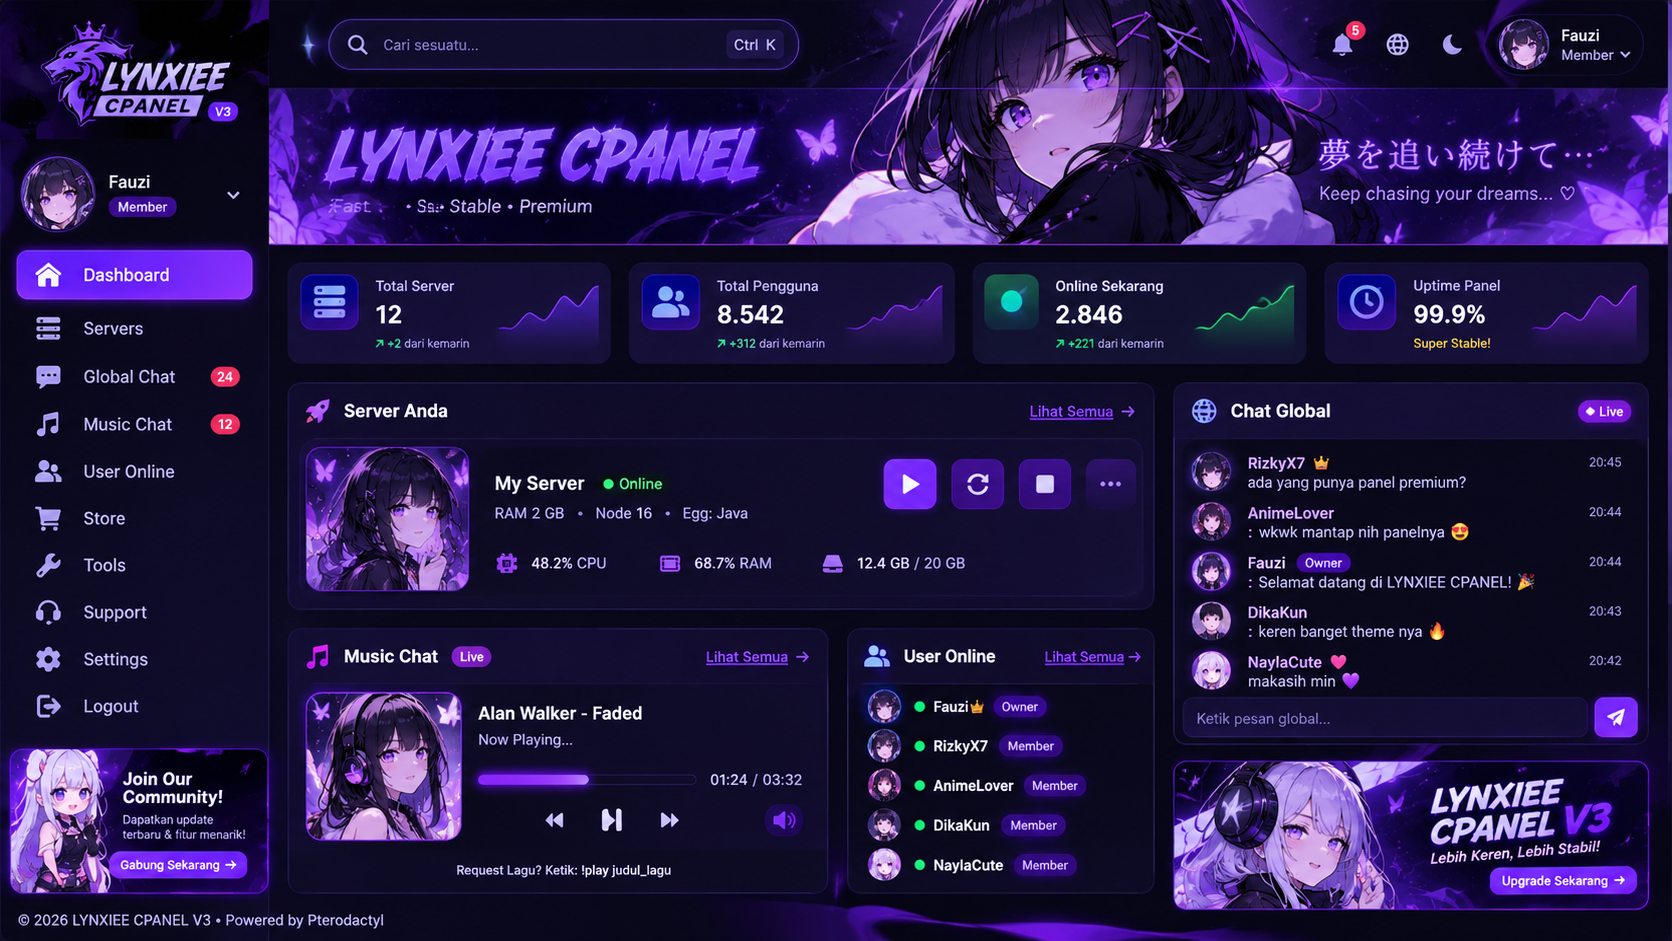 LYNXIEE
CPANEL
V3
Cari sesuatu...
Ctrl K
5
Fauzi
Member
Fauzi
Member
LYNXIEE CPANEL
Fast • • Stable • Premium
夢を追い続けて…
Keep chasing your dreams... ♡
Dashboard
Servers
Global Chat 24
Music Chat 12
User Online
Store
Tools
Support
Settings
Logout
Join Our
Community!
Dapatkan update
terbaru & fitur menarik!
Gabung Sekarang →
Total Server
12
↗ +2 dari kemarin
Total Pengguna
8.542
↗ +312 dari kemarin
Online Sekarang
2.846
↗ +221 dari kemarin
Uptime Panel
99.9%
Super Stable!
Server Anda
Lihat Semua →
My Server ● Online
RAM 2 GB • Node 16 • Egg: Java
48.2% CPU 68.7% RAM 12.4 GB / 20 GB
Music Chat Live
Lihat Semua →
Alan Walker - Faded
Now Playing...
01:24 / 03:32
Request Lagu? Ketik: !play judul_lagu
User Online
Lihat Semua →
Fauzi👑 Owner
RizkyX7 Member
AnimeLover Member
DikaKun Member
NaylaCute Member
Chat Global
Live
RizkyX7 👑 20:45
ada yang punya panel premium?
AnimeLover 20:44
: wkwk mantap nih panelnya 😍
Fauzi Owner 20:44
: Selamat datang di LYNXIEE CPANEL! 🎉
DikaKun 20:43
: keren banget theme nya 🔥
NaylaCute 💗 20:42
makasih min 💜
Ketik pesan global...
LYNXIEE
CPANEL V3
Lebih Keren, Lebih Stabil!
Upgrade Sekarang →
© 2026 LYNXIEE CPANEL V3 • Powered by Pterodactyl